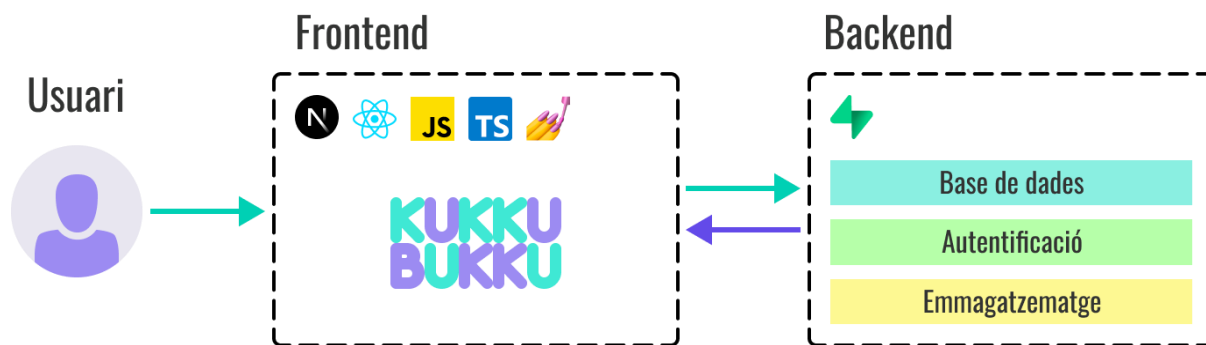 Usuari
Frontend
N
JS
TS
KUKKU
BUKKU
Backend
Base de dades
Autentificació
Emmagatzematge